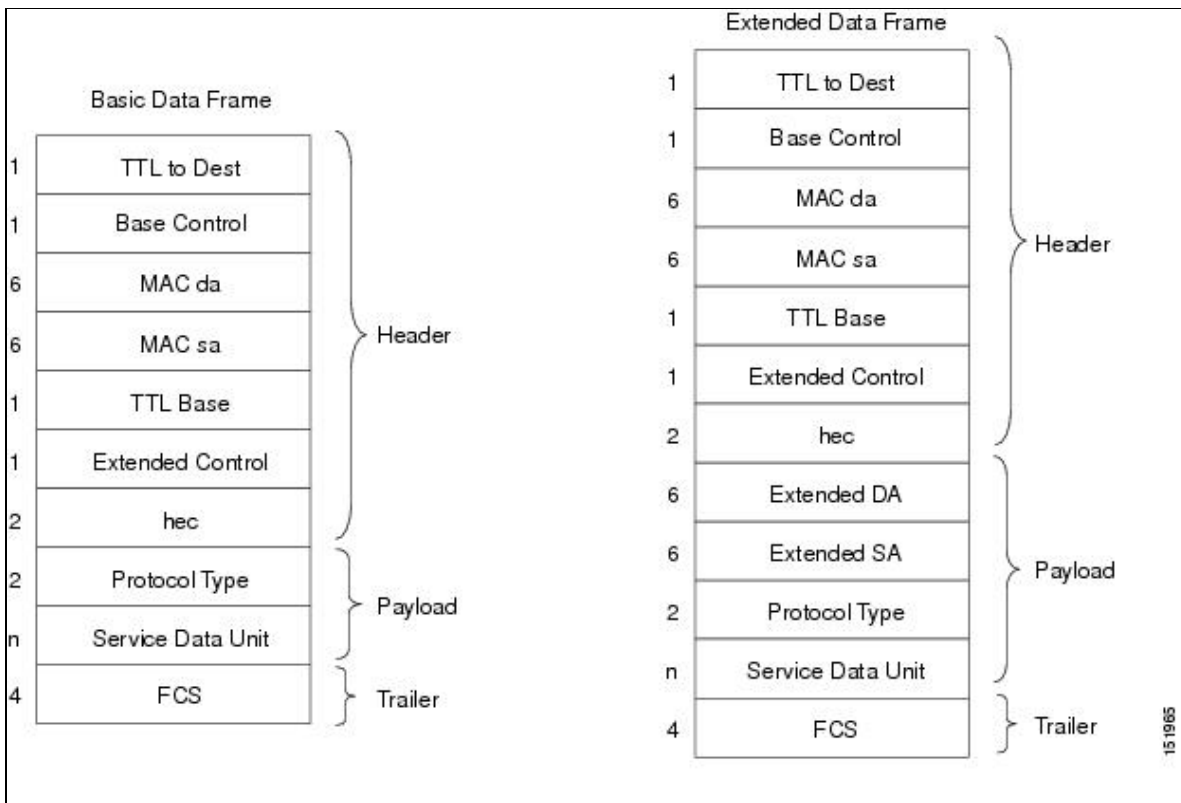 Basic Data Frame
1 TTL to Dest
1 Base Control
6 MAC da
6 MAC sa
1 TTL Base
1 Extended Control
2 hec
2 Protocol Type
n Service Data Unit
4 FCS
Header
Payload
Trailer
Extended Data Frame
1 TTL to Dest
1 Base Control
6 MAC da
6 MAC sa
1 TTL Base
1 Extended Control
2 hec
6 Extended DA
6 Extended SA
2 Protocol Type
n Service Data Unit
4 FCS
Header
Payload
Trailer
151965